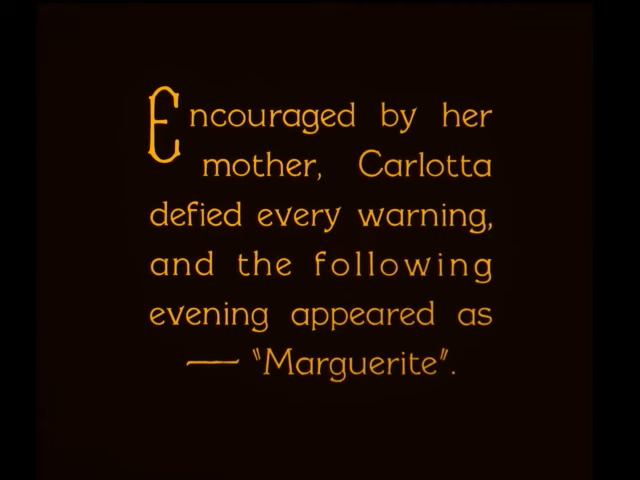 Encouraged by her
mother, Carlotta
defied every warning,
and the following
evening appeared as
— "Marguerite".